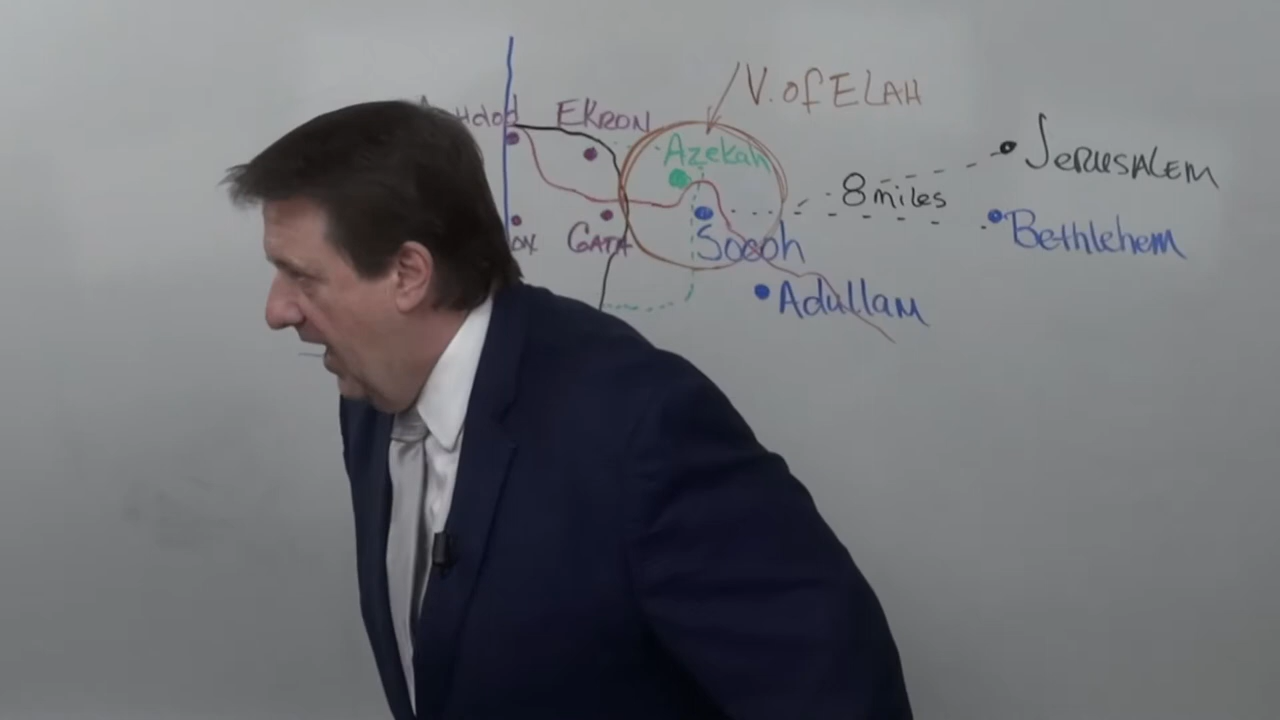 V. of ELAH
EKRON
Azekah
JERUSALEM
8 miles
GATH
Socoh
Bethlehem
Adullam